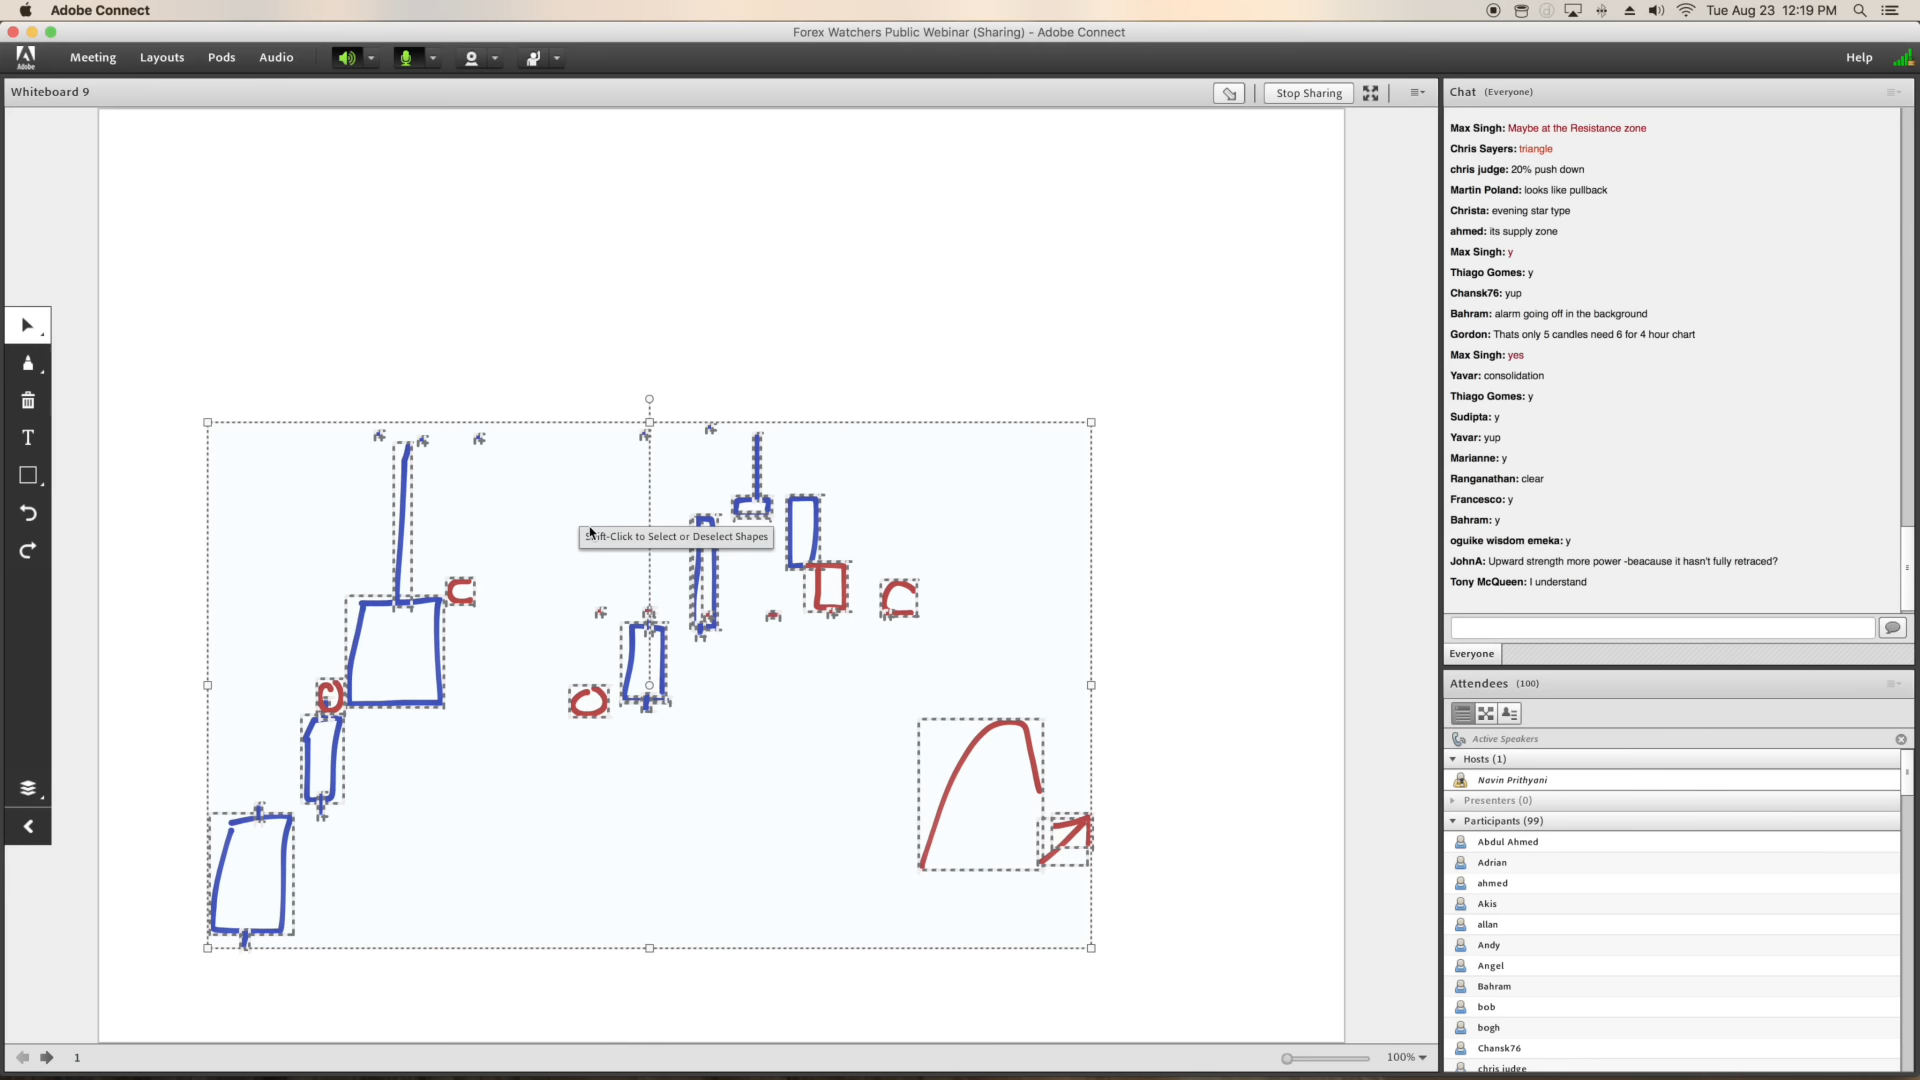 Adobe Connect
Tue Aug 23 12:19 PM
Forex Watchers Public Webinar (Sharing) - Adobe Connect
Adobe
Meeting
Layouts
Pods
Audio
Help
Whiteboard 9
Stop Sharing
Shift-Click to Select or Deselect Shapes
O
C
O
C
T
1
100%
Chat (Everyone)
Max Singh: Maybe at the Resistance zone
Chris Sayers: triangle
chris judge: 20% push down
Martin Poland: looks like pullback
Christa: evening star type
ahmed: its supply zone
Max Singh: y
Thiago Gomes: y
Chansk76: yup
Bahram: alarm going off in the background
Gordon: Thats only 5 candles need 6 for 4 hour chart
Max Singh: yes
Yavar: consolidation
Thiago Gomes: y
Sudipta: y
Yavar: yup
Marianne: y
Ranganathan: clear
Francesco: y
Bahram: y
oguike wisdom emeka: y
JohnA: Upward strength more power -beacause it hasn't fully retraced?
Tony McQueen: I understand
Everyone
Attendees (100)
Active Speakers
Hosts (1)
Navin Prithyani
Presenters (0)
Participants (99)
Abdul Ahmed
Adrian
ahmed
Akis
allan
Andy
Angel
Bahram
bob
bogh
Chansk76
chris judge